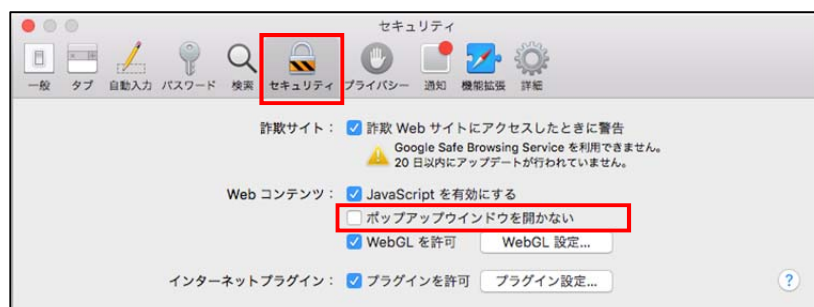 セキュリティ
一般 タブ 自動入力 パスワード 検索 セキュリティ プライバシー 通知 機能拡張 詳細
詐欺サイト： 詐欺 Web サイトにアクセスしたときに警告
Google Safe Browsing Service を利用できません。
20 日以内にアップデートが行われていません。
Web コンテンツ： JavaScript を有効にする
ポップアップウインドウを開かない
WebGL を許可 WebGL 設定...
インターネットプラグイン： プラグインを許可 プラグイン設定... ?